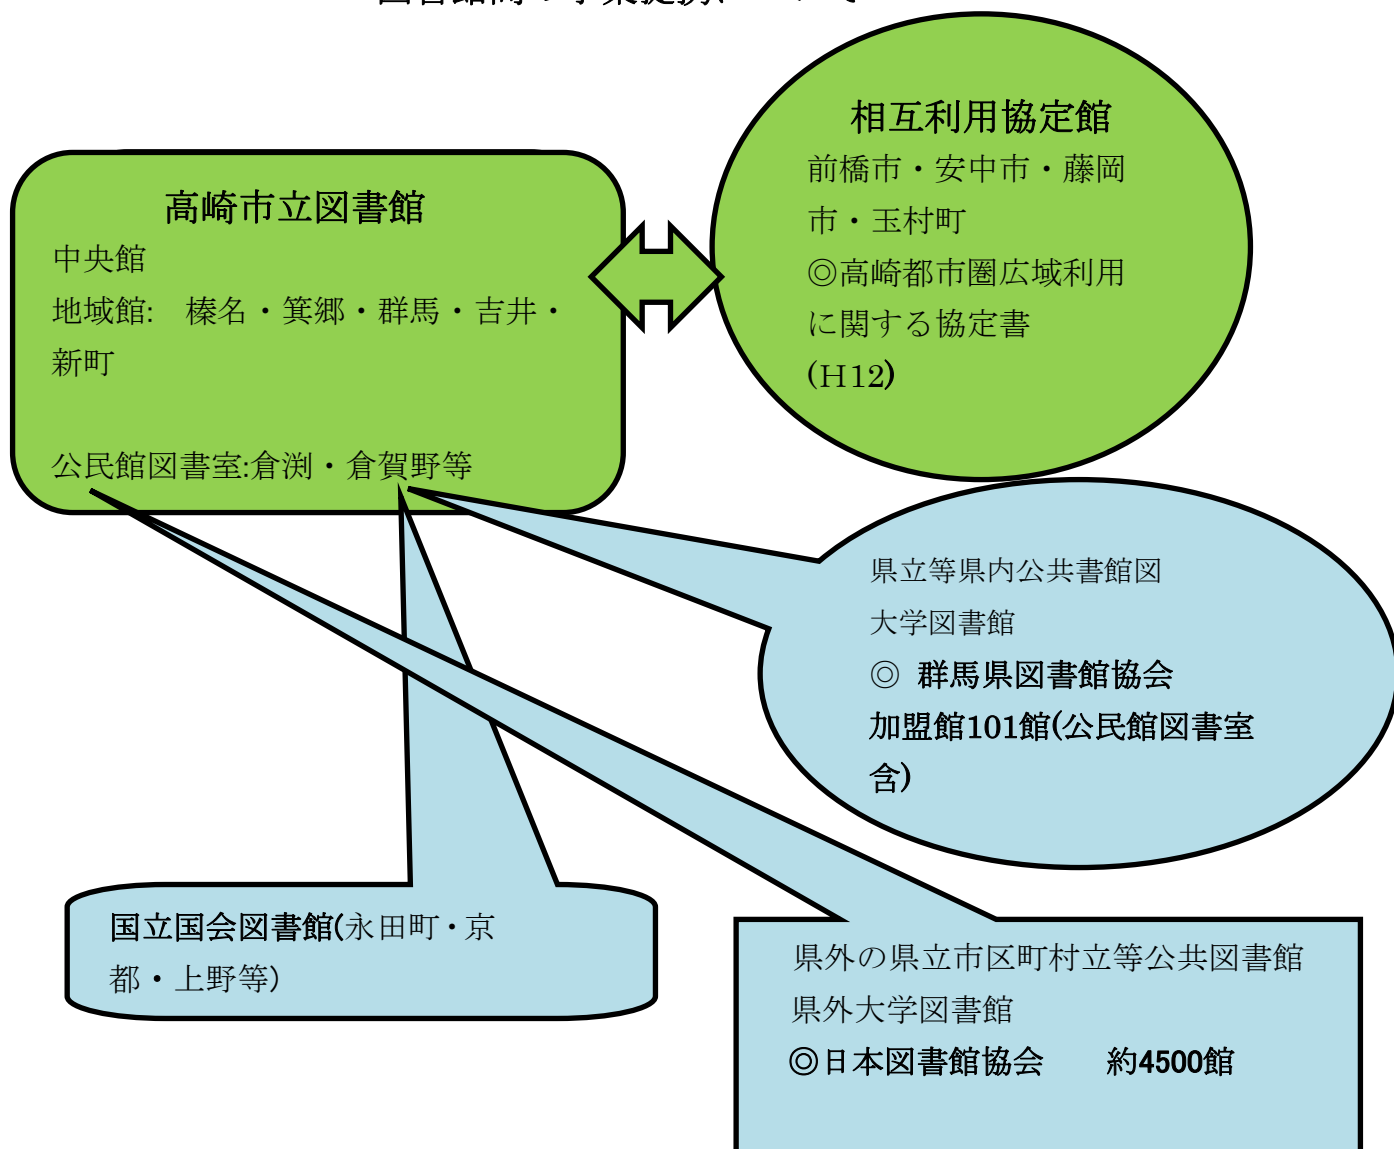 相互利用協定館
前橋市・安中市・藤岡
市・玉村町
◎高崎都市圏広域利用
に関する協定書
(H12)
高崎市立図書館
中央館
地域館:　榛名・箕郷・群馬・吉井・
新町
公民館図書室:倉渕・倉賀野等
県立等県内公共書館図
大学図書館
◎ 群馬県図書館協会
加盟館101館(公民館図書室
含)
国立国会図書館(永田町・京
都・上野等)
県外の県立市区町村立等公共図書館
県外大学図書館
◎日本図書館協会　　約4500館